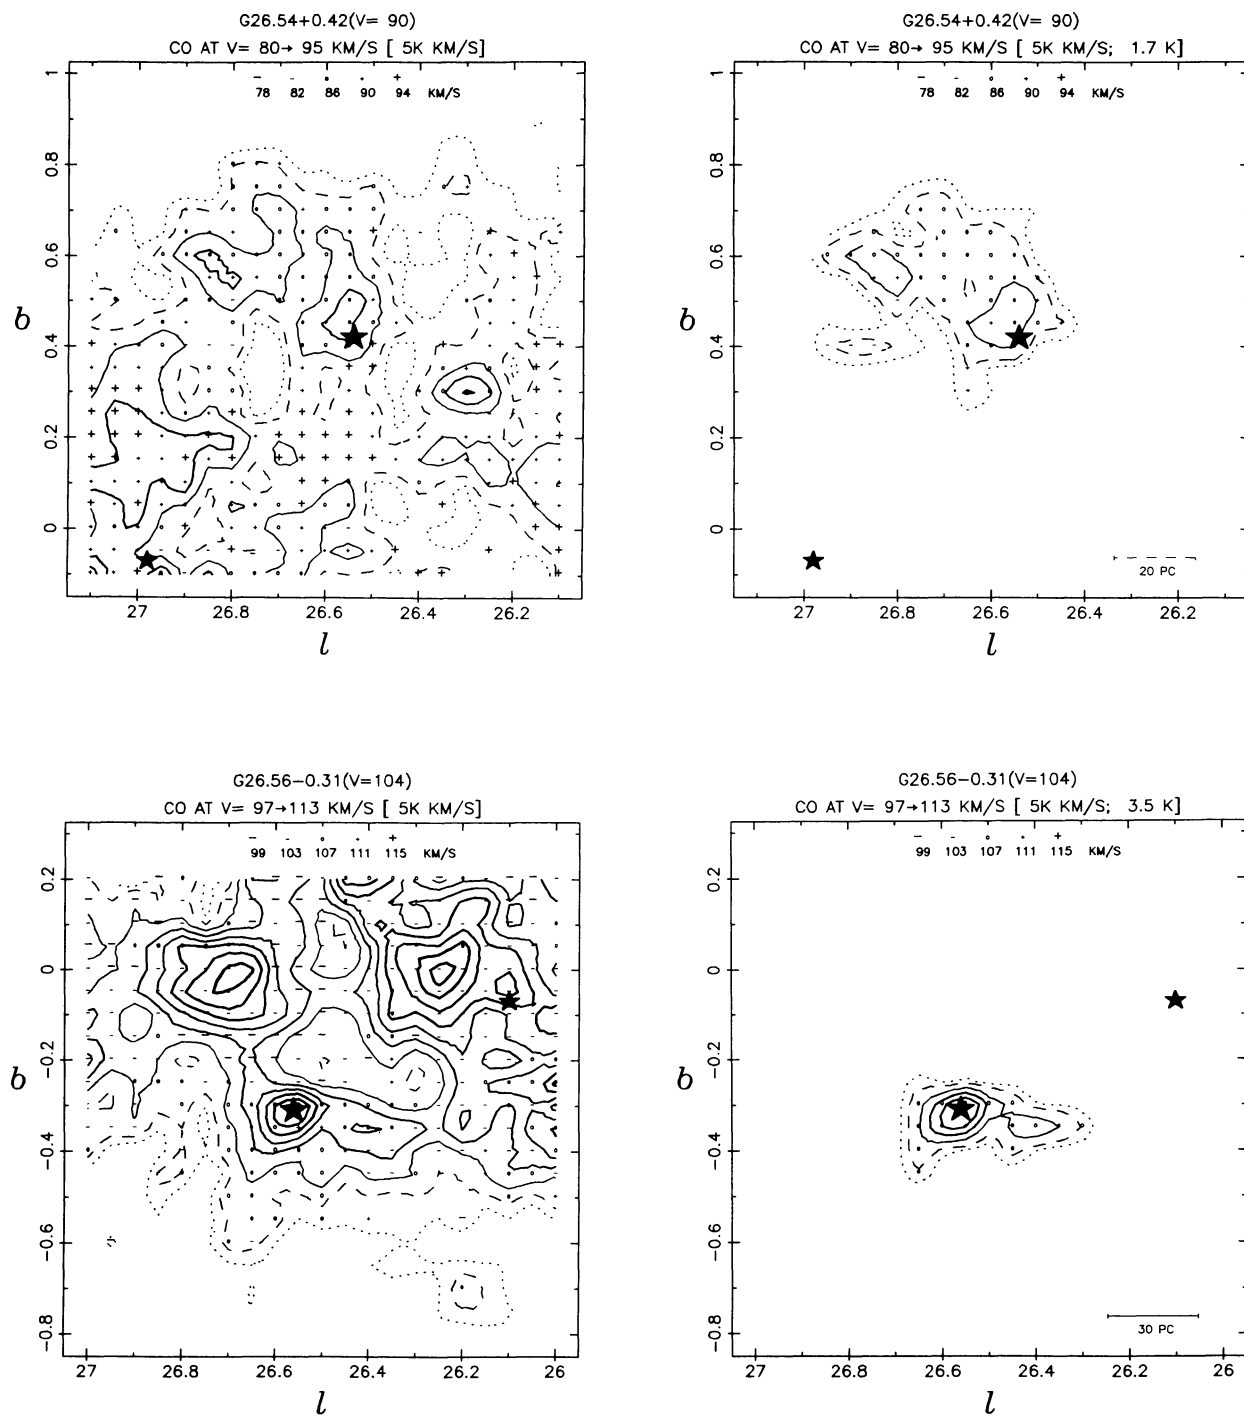 G26.54+0.42(V= 90)
CO AT V= 80→ 95 KM/S [ 5K KM/S]
78 82 86 90 94 KM/S
b
1
0.8
0.6
0.4
0.2
0
27 26.8 26.6 26.4 26.2
l
G26.54+0.42(V= 90)
CO AT V= 80→ 95 KM/S [ 5K KM/S; 1.7 K]
78 82 86 90 94 KM/S
b
1
0.8
0.6
0.4
0.2
0
20 PC
27 26.8 26.6 26.4 26.2
l
G26.56−0.31(V=104)
CO AT V= 97→113 KM/S [ 5K KM/S]
99 103 107 111 115 KM/S
b
0.2
0
−0.2
−0.4
−0.6
−0.8
27 26.8 26.6 26.4 26.2 26
l
G26.56−0.31(V=104)
CO AT V= 97→113 KM/S [ 5K KM/S; 3.5 K]
99 103 107 111 115 KM/S
b
0.2
0
−0.2
−0.4
−0.6
−0.8
30 PC
27 26.8 26.6 26.4 26.2 26
l